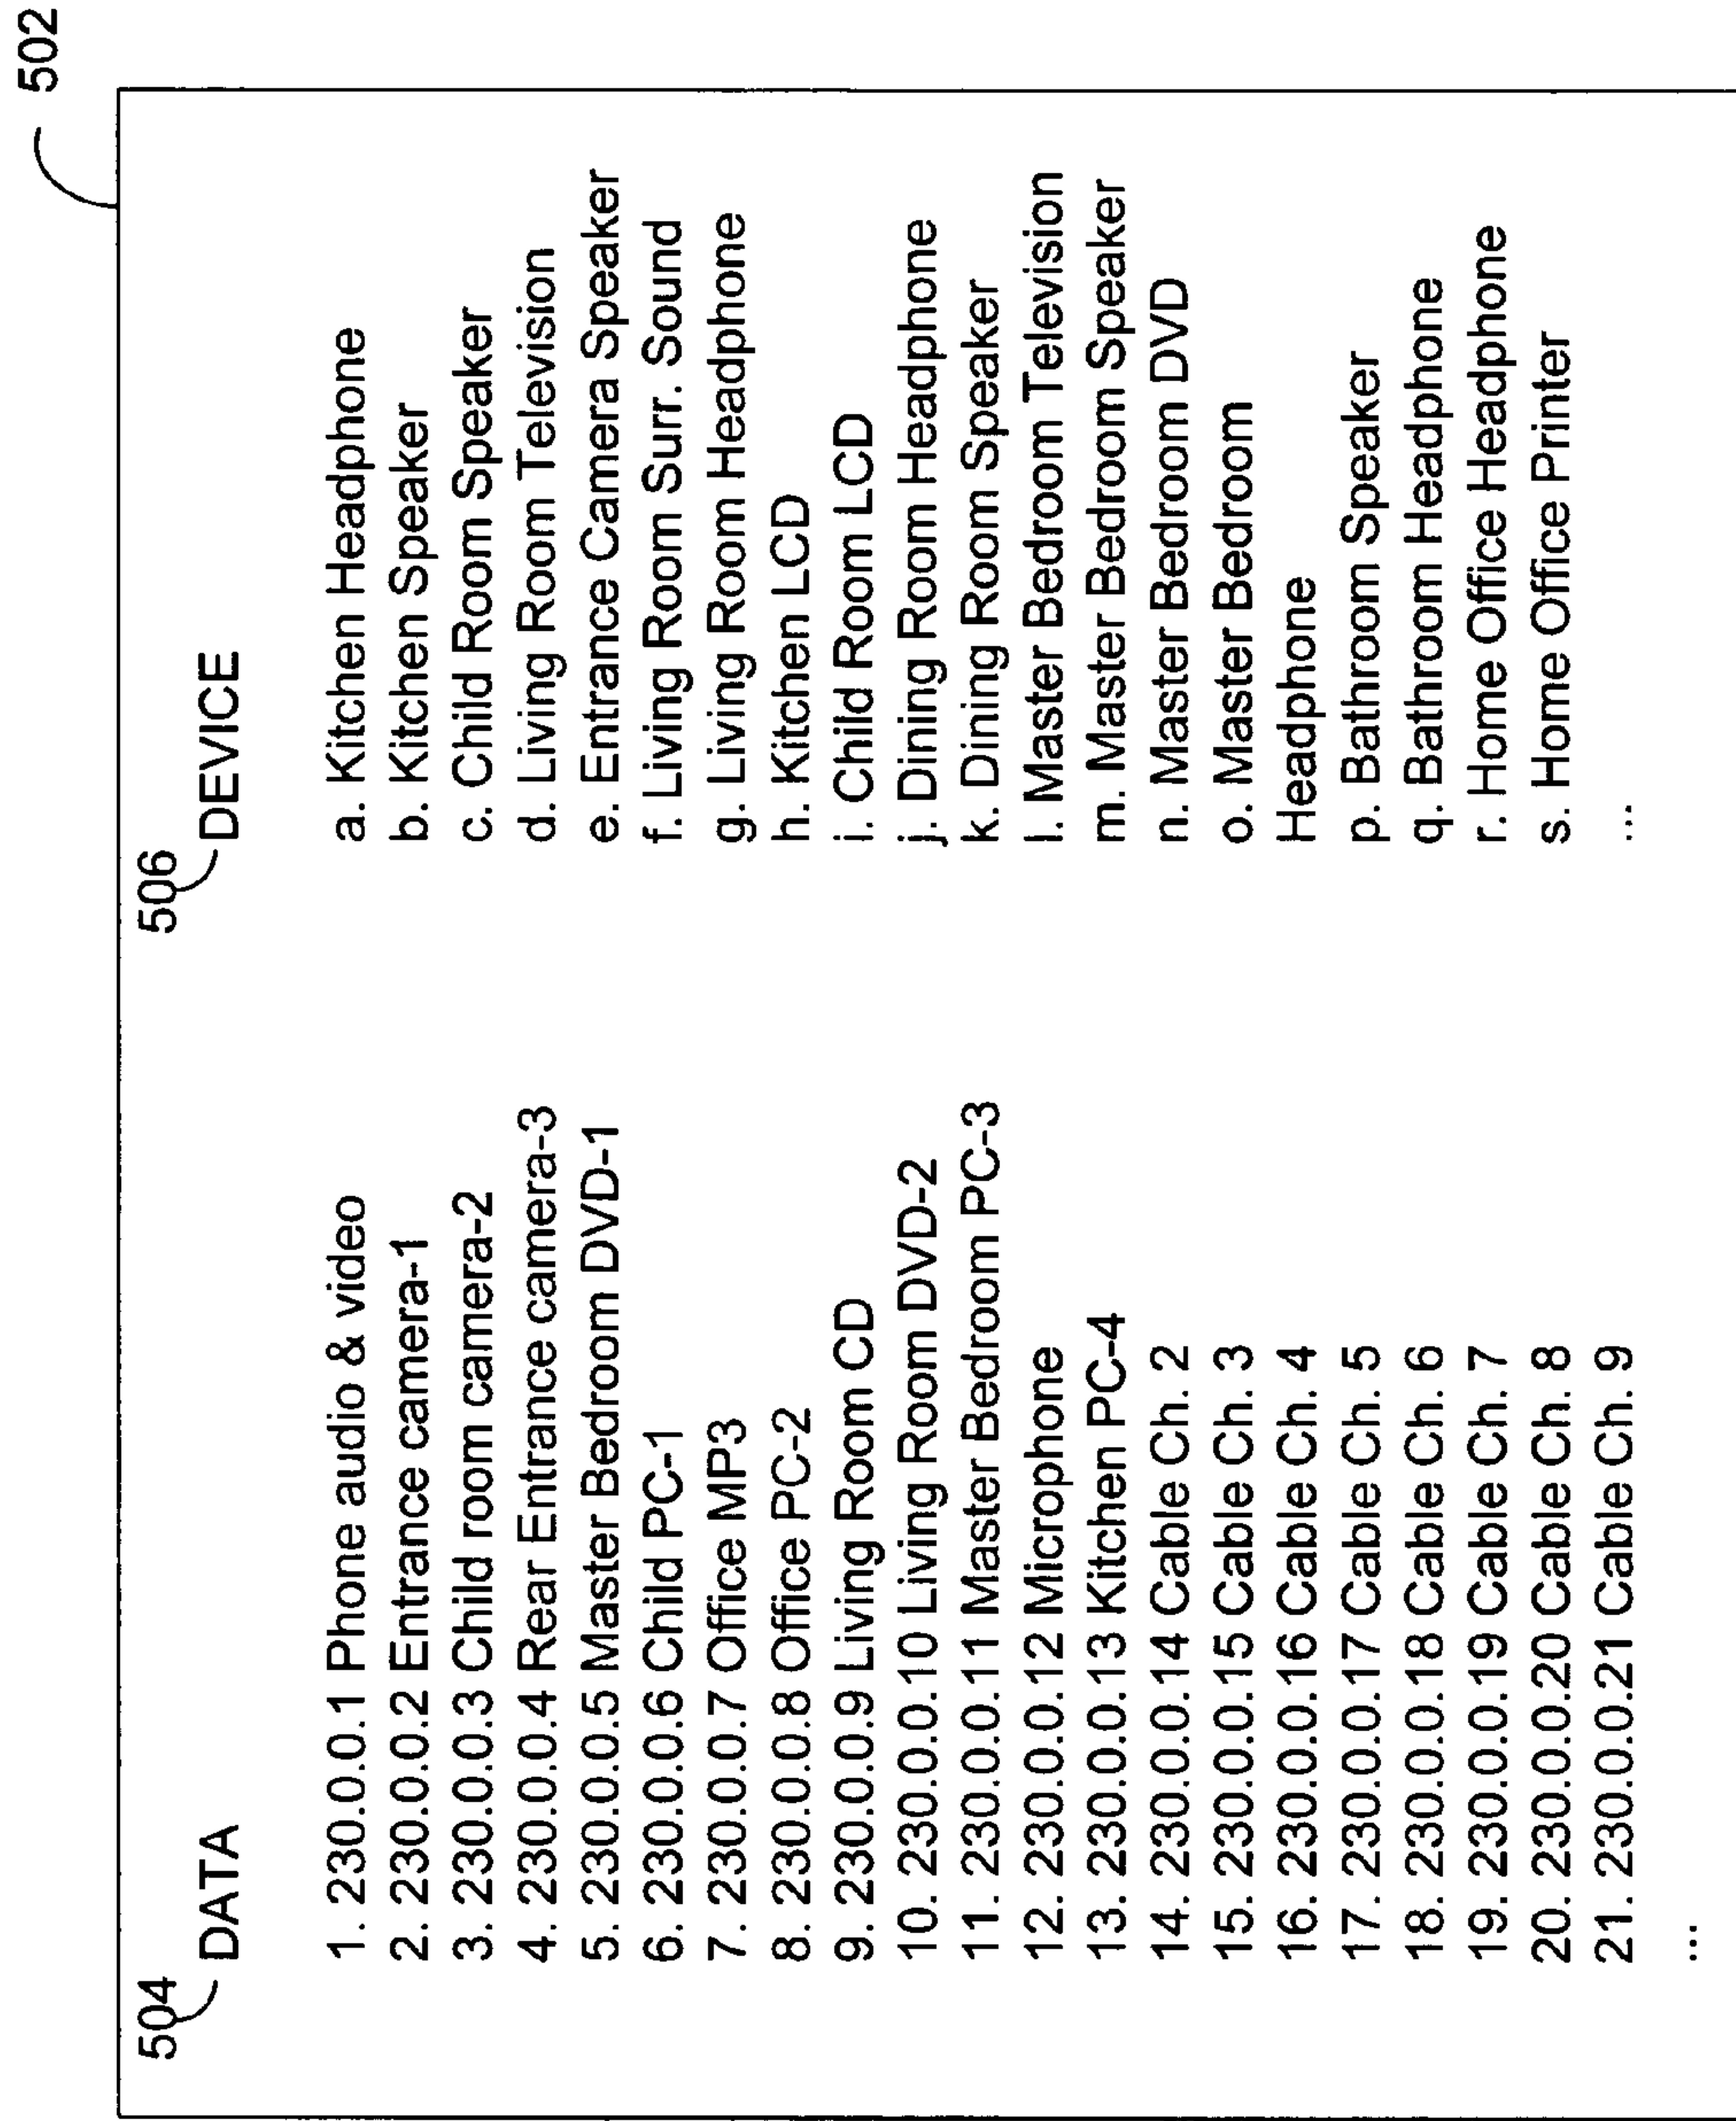 502
504
DATA
1. 230.0.0.1 Phone audio & video
2. 230.0.0.2 Entrance camera-1
3. 230.0.0.3 Child room camera-2
4. 230.0.0.4 Rear Entrance camera-3
5. 230.0.0.5 Master Bedroom DVD-1
6. 230.0.0.6 Child PC-1
7. 230.0.0.7 Office MP3
8. 230.0.0.8 Office PC-2
9. 230.0.0.9 Living Room CD
10. 230.0.0.10 Living Room DVD-2
11. 230.0.0.11 Master Bedroom PC-3
12. 230.0.0.12 Microphone
13. 230.0.0.13 Kitchen PC-4
14. 230.0.0.14 Cable Ch. 2
15. 230.0.0.15 Cable Ch. 3
16. 230.0.0.16 Cable Ch. 4
17. 230.0.0.17 Cable Ch. 5
18. 230.0.0.18 Cable Ch. 6
19. 230.0.0.19 Cable Ch. 7
20. 230.0.0.20 Cable Ch. 8
21. 230.0.0.21 Cable Ch. 9
...
506
DEVICE
a. Kitchen Headphone
b. Kitchen Speaker
c. Child Room Speaker
d. Living Room Television
e. Entrance Camera Speaker
f. Living Room Surr. Sound
g. Living Room Headphone
h. Kitchen LCD
i. Child Room LCD
j. Dining Room Headphone
k. Dining Room Speaker
l. Master Bedroom Television
m. Master Bedroom Speaker
n. Master Bedroom DVD
o. Master Bedroom
Headphone
p. Bathroom Speaker
q. Bathroom Headphone
r. Home Office Headphone
s. Home Office Printer
...